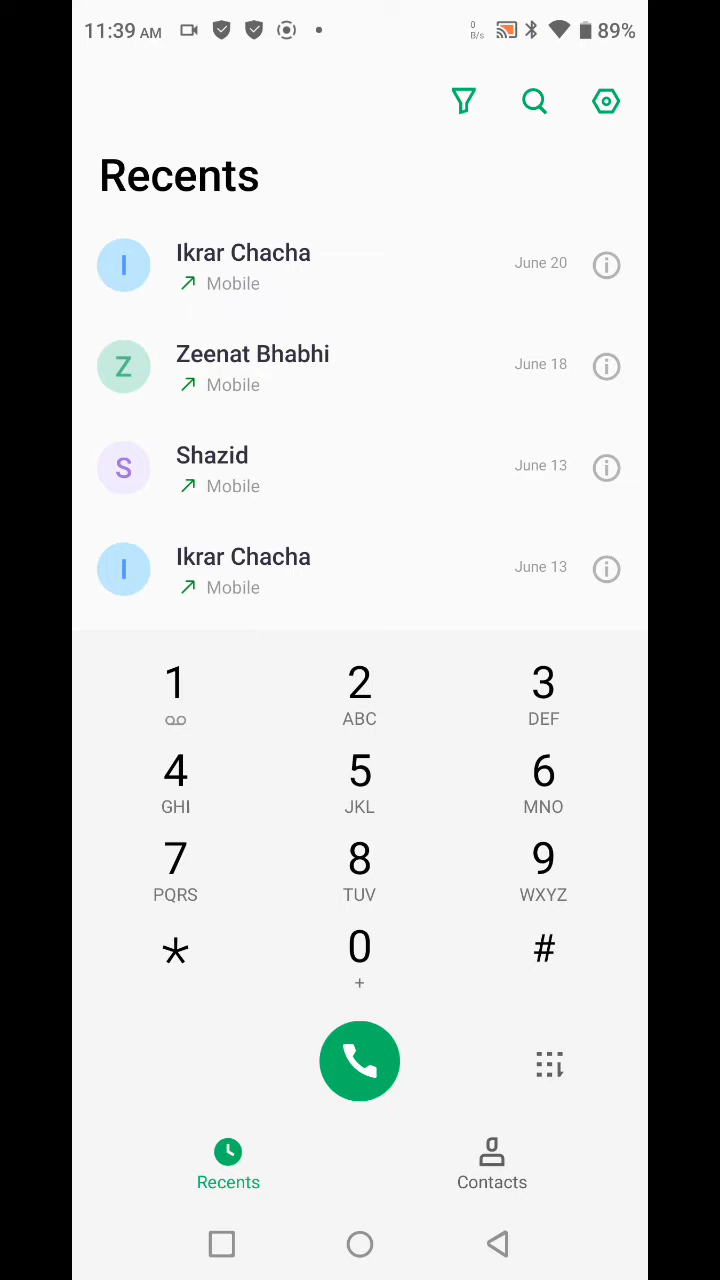 11:39 AM 0 B/s 89%
Recents
I Ikrar Chacha June 20
Mobile
Z Zeenat Bhabhi June 18
Mobile
S Shazid June 13
Mobile
I Ikrar Chacha June 13
Mobile
1 2 3
ABC DEF
4 5 6
GHI JKL MNO
7 8 9
PQRS TUV WXYZ
* 0 #
+
Recents Contacts